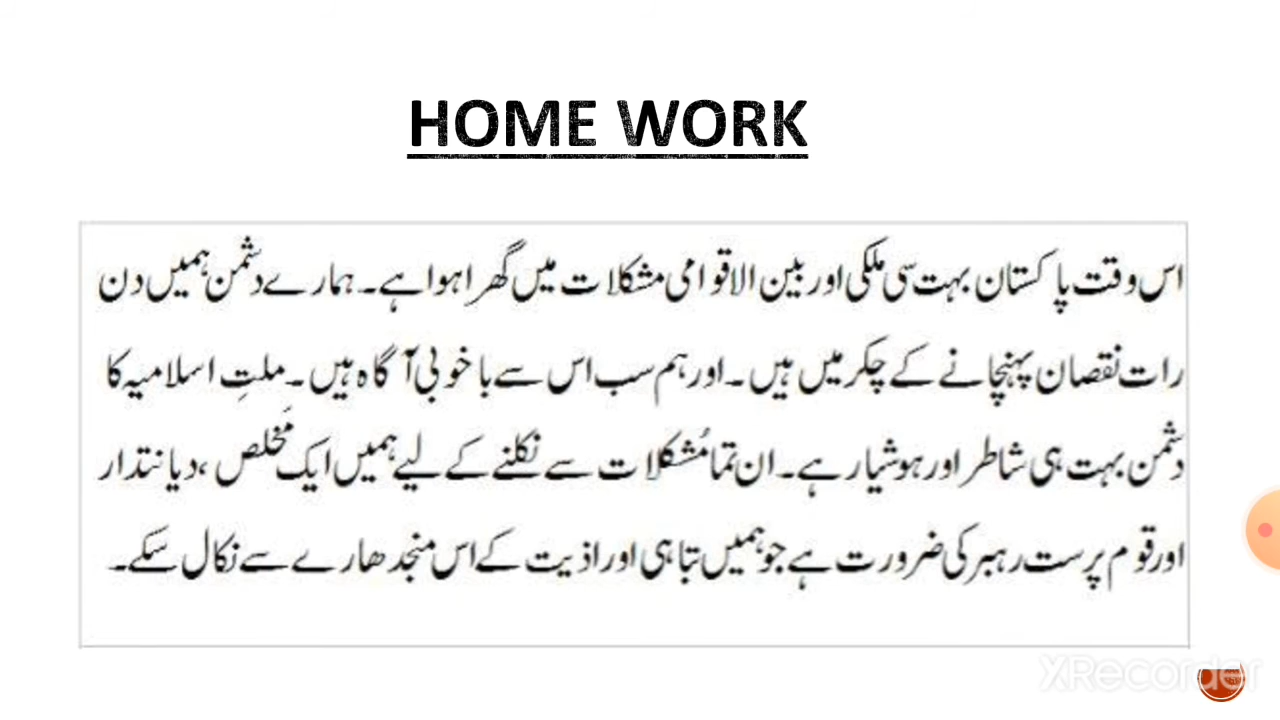 HOME WORK
اس وقت پاکستان بہت سی ملکی اور بین الاقوامی مشکلات میں گھرا ہوا ہے۔ ہمارے دشمن ہمیں دن
رات نقصان پہنچانے کے چکر میں ہیں۔ اور ہم سب اس سے باخوبی آگاہ ہیں۔ ملتِ اسلامیہ کا
دشمن بہت ہی شاطر اور ہوشیار ہے۔ ان تمام مُشکلات سے نکلنے کے لیے ہمیں ایک مُخلص، دیانتدار
اور قوم پرست رہبر کی ضرورت ہے جو ہمیں تباہی اور اذیت کے اس منجدھارے سے نکال سکے۔
XRecorder